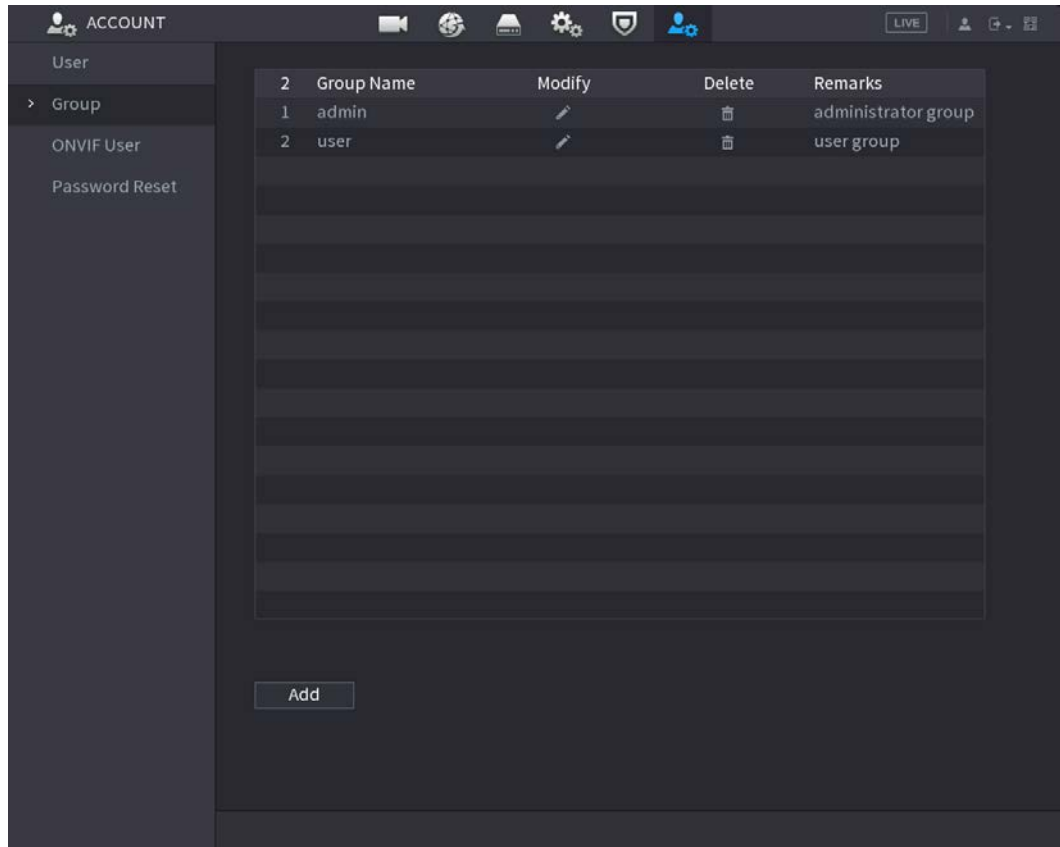 ACCOUNT LIVE
User
Group
ONVIF User
Password Reset
2 Group Name Modify Delete Remarks
1 admin administrator group
2 user user group
Add